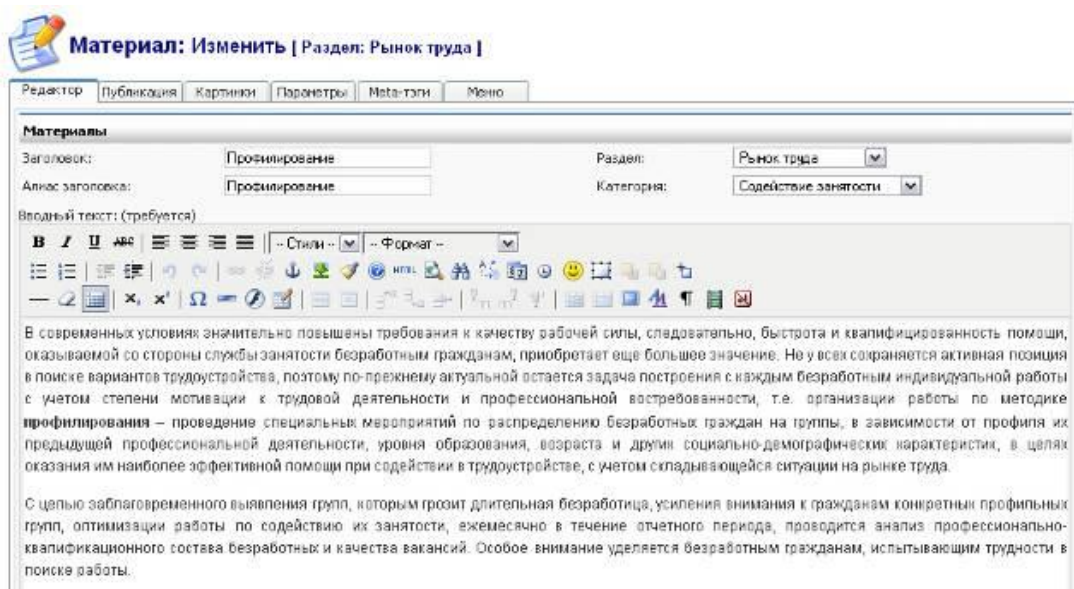 Материал: Изменить [ Раздел: Рынок труда ]
Редактор Публикация Картинки Параметры Мета-тэги Меню
Материалы
Заголовок: Профилирование Раздел: Рынок труда
Алиас заголовка: Профилирование Категория: Содействие занятости
Вводный текст: (требуется)
B I U ABC -- Стили -- -- Формат --
HTML
В современных условиях значительно повышены требования к качеству рабочей силы, следовательно, быстрота и квалифицированность помощи,
оказываемой со стороны службы занятости безработным гражданам, приобретает еще большее значение. Не у всех сохраняется активная позиция
в поиске вариантов трудоустройства, поэтому по-прежнему актуальной остается задача построения с каждым безработным индивидуальной работы
с учетом степени мотивации к трудовой деятельности и профессиональной востребованности, т.е. организации работы по методике
профилирования – проведение специальных мероприятий по распределению безработных граждан на группы, в зависимости от профиля их
предыдущей профессиональной деятельности, уровня образования, возраста и других социально-демографических характеристик, в целях
оказания им наиболее эффективной помощи при содействии в трудоустройстве, с учетом складывающейся ситуации на рынке труда.
С целью заблаговременного выявления групп, которым грозит длительная безработица, усиления внимания к гражданам конкретных профильных
групп, оптимизации работы по содействию их занятости, ежемесячно в течение отчетного периода, проводится анализ профессионально-
квалификационного состава безработных и качества вакансий. Особое внимание уделяется безработным гражданам, испытывающим трудности в
поиске работы.